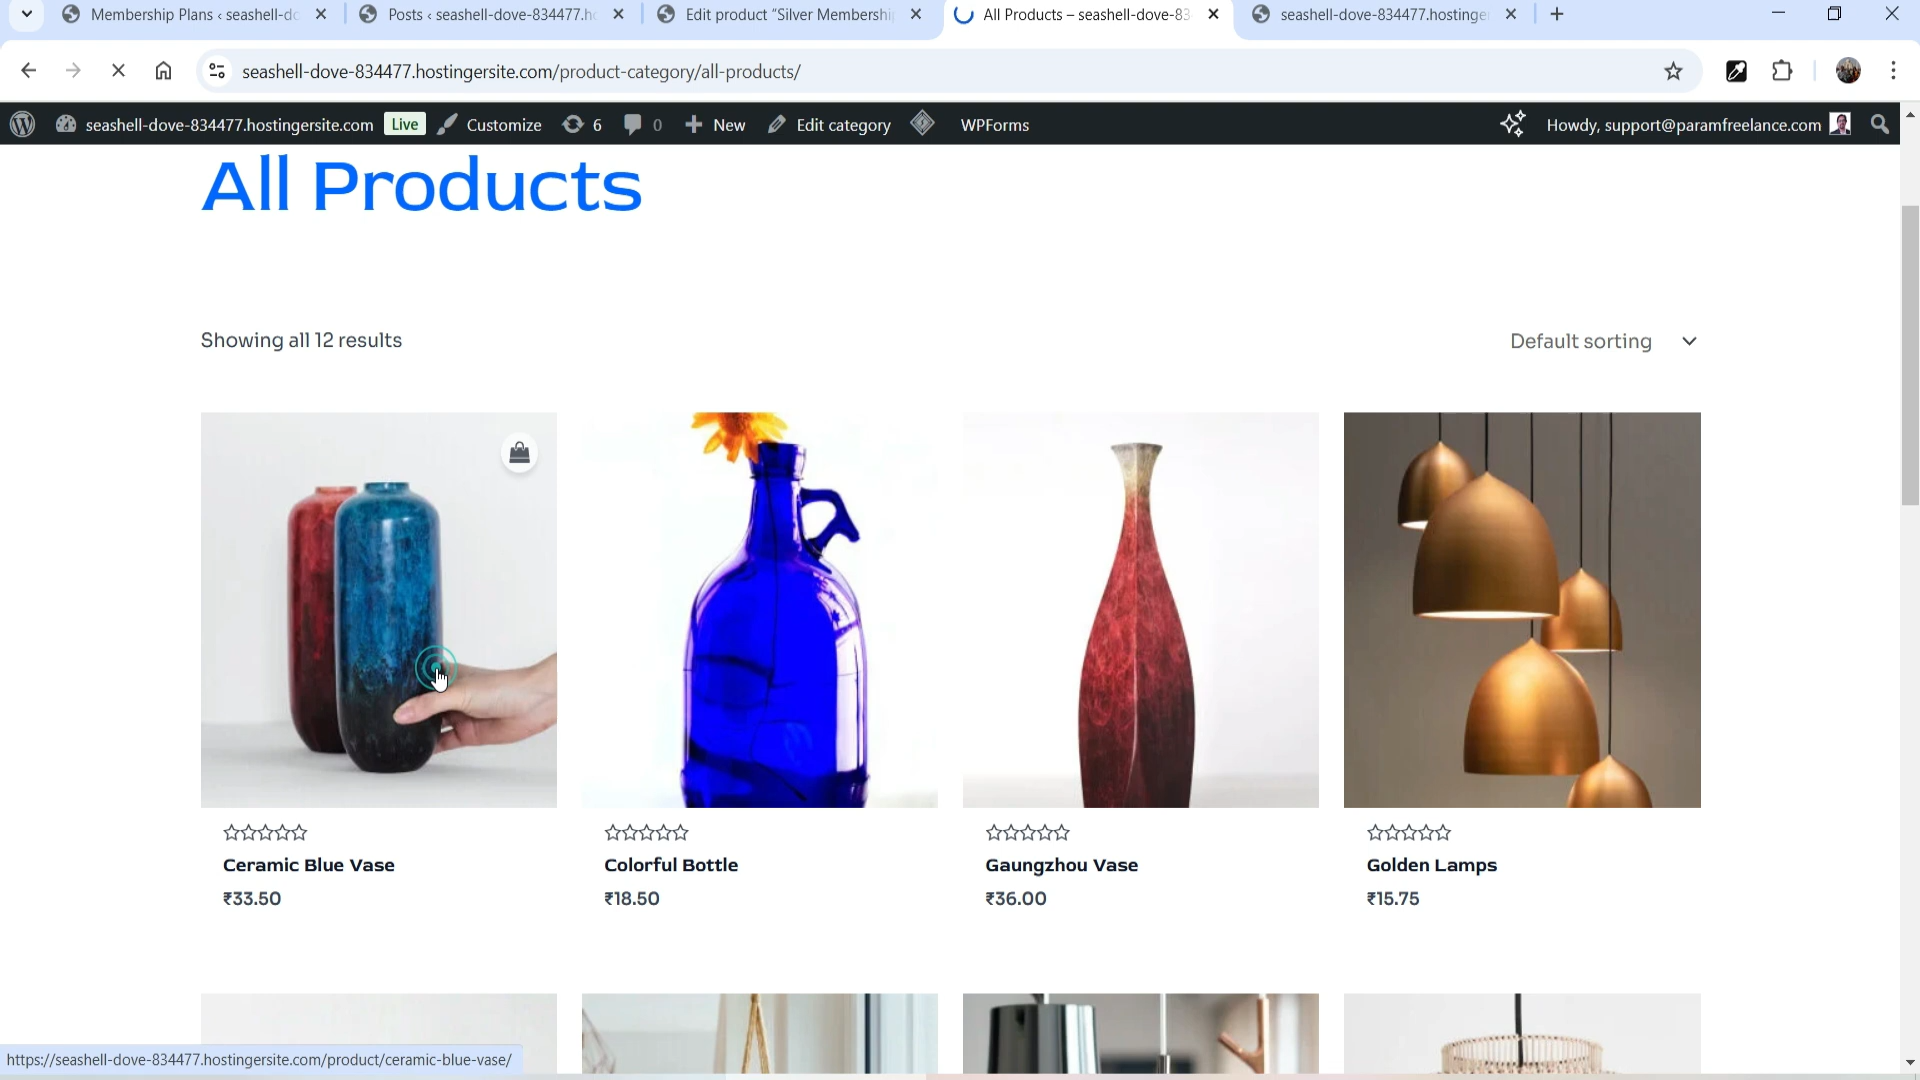 Membership Plans ‹ seashell-do
Posts ‹ seashell-dove-834477.h
Edit product “Silver Membershi
All Products – seashell-dove-83
seashell-dove-834477.hostinge
seashell-dove-834477.hostingersite.com/product-category/all-products/
seashell-dove-834477.hostingersite.com Live Customize 6 0 New Edit category WPForms Howdy, support@paramfreelance.com
All Products
Showing all 12 results
Default sorting
Ceramic Blue Vase
₹33.50
Colorful Bottle
₹18.50
Gaungzhou Vase
₹36.00
Golden Lamps
₹15.75
https://seashell-dove-834477.hostingersite.com/product/ceramic-blue-vase/